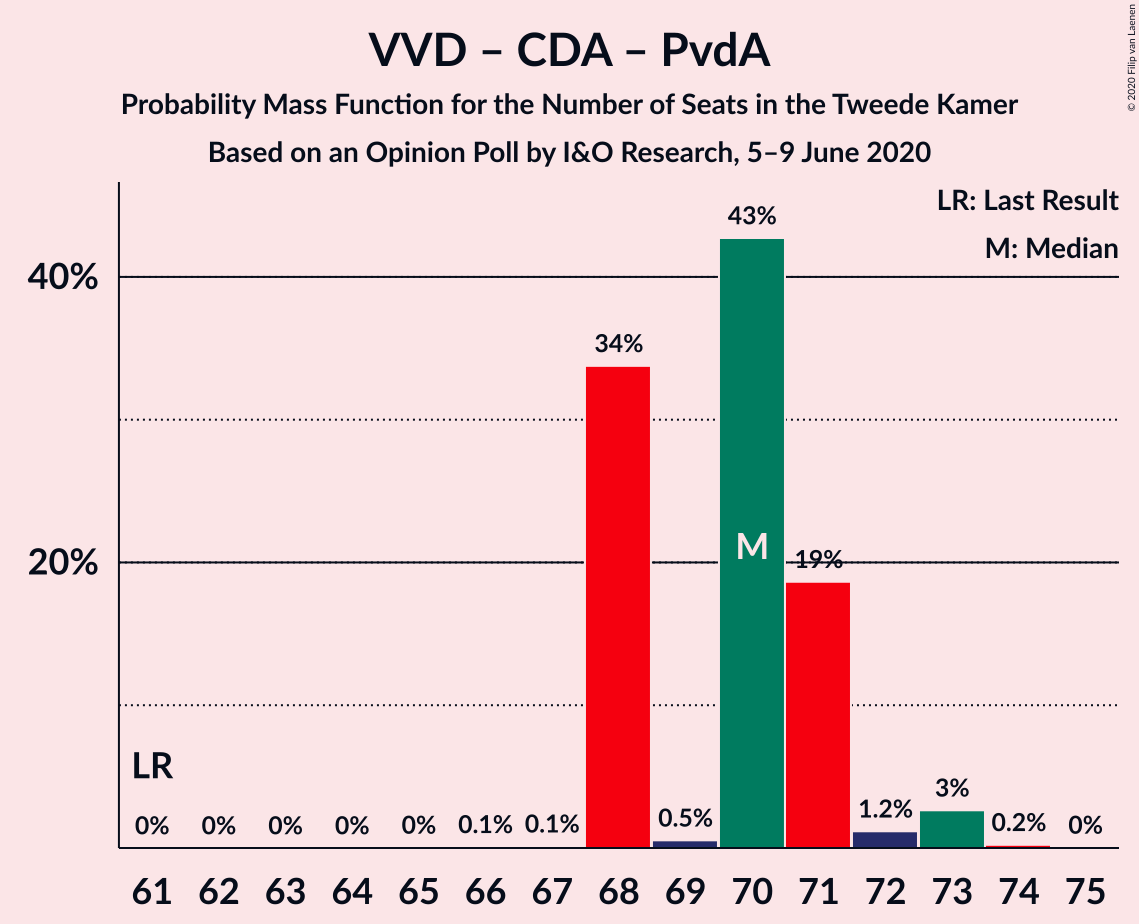 VVD – CDA – PvdA
Probability Mass Function for the Number of Seats in the Tweede Kamer
Based on an Opinion Poll by I&O Research, 5–9 June 2020
© 2020 Filip van Laenen
LR: Last Result
M: Median
43%
40%
34%
M
20%
19%
LR
0%
0%
0%
0%
0%
0.1%
0.1%
0.5%
1.2%
3%
0.2%
0%
61 62 63 64 65 66 67 68 69 70 71 72 73 74 75